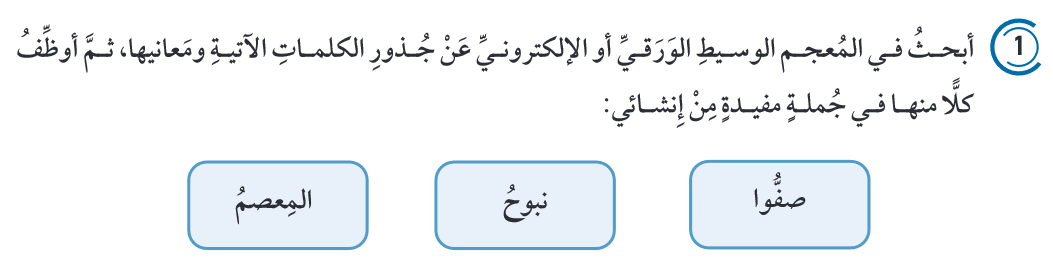 1 أبحثُ في المُعجم الوسيطِ الوَرَقيِّ أو الإلكترونيِّ عَنْ جُذورِ الكلماتِ الآتيةِ ومَعانيها، ثمَّ أوظِّفُ
كلًّا منها في جُملةٍ مفيدةٍ مِنْ إنشائي:
صفُّوا نبوحُ المِعصمُ